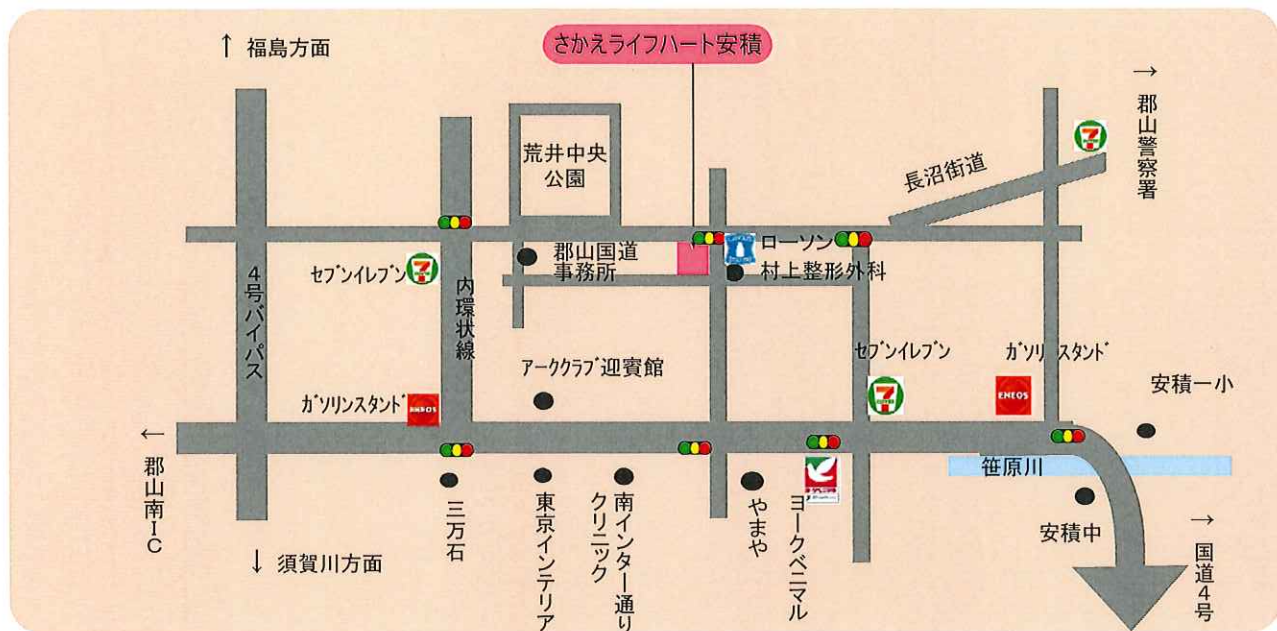 ↑ 福島方面
さかえライフハート安積
→ 郡山警察署
荒井中央
公園
長沼街道
セブンイレブン
4号バイパス
内環状線
郡山国道
事務所
ローソン
村上整形外科
アーククラブ迎賓館
ガソリンスタンド
ENEOS
セブンイレブン
ガソリンスタンド
ENEOS
安積一小
← 郡山南IC
笹原川
三万石
東京インテリア
南インター通り
クリニック
やまや
ヨークベニマル
安積中
→ 国道4号
↓ 須賀川方面